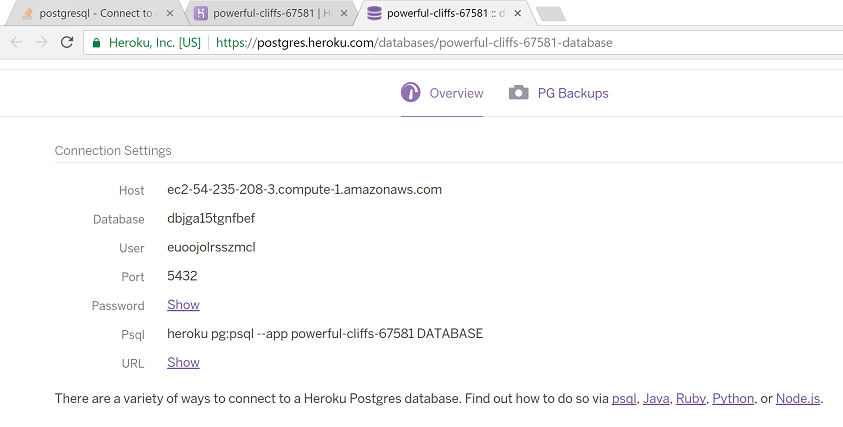 postgresql - Connect to
powerful-cliffs-67581 | H
powerful-cliffs-67581 :: d
Heroku, Inc. [US]
https://postgres.heroku.com/databases/powerful-cliffs-67581-database
Overview
PG Backups
Connection Settings
Host ec2-54-235-208-3.compute-1.amazonaws.com
Database dbjga15tgnfbef
User euoojolrsszmcl
Port 5432
Password Show
Psql heroku pg:psql --app powerful-cliffs-67581 DATABASE
URL Show
There are a variety of ways to connect to a Heroku Postgres database. Find out how to do so via psql, Java, Ruby, Python, or Node.js.